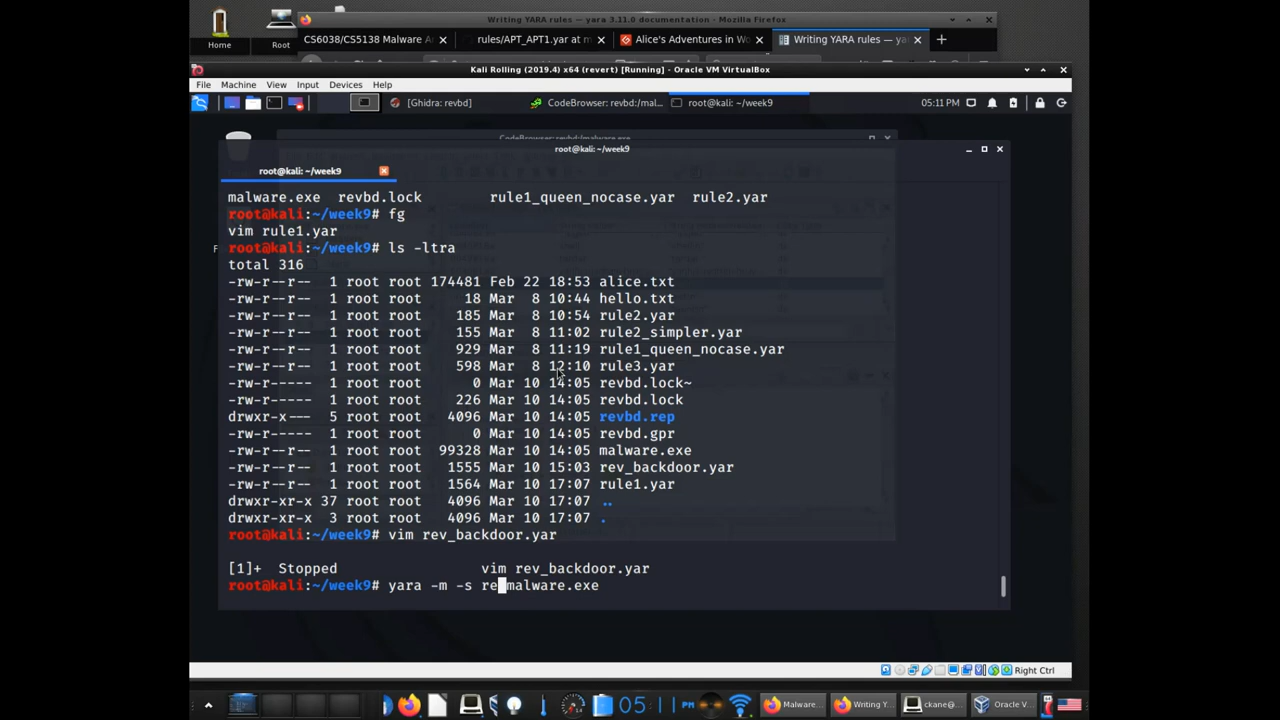 Writing YARA rules — yara 3.11.0 documentation - Mozilla Firefox
Home
Root
CS6038/CS5138 Malware A
rules/APT_APT1.yar at m
Alice's Adventures in Wo
Writing YARA rules — ya
Kali Rolling (2019.4) x64 (revert) [Running] - Oracle VM VirtualBox
File Machine View Input Devices Help
[Ghidra: revbd]
CodeBrowser: revbd:/mal...
root@kali: ~/week9
05:11 PM
CodeBrowser: revbd:/malware.exe
root@kali: ~/week9
root@kali: ~/week9
malware.exe revbd.lock rule1_queen_nocase.yar rule2.yar
root@kali:~/week9# fg
vim rule1.yar
root@kali:~/week9# ls -ltra
total 316
-rw-r--r-- 1 root root 174481 Feb 22 18:53 alice.txt
-rw-r--r-- 1 root root 18 Mar 8 10:44 hello.txt
-rw-r--r-- 1 root root 185 Mar 8 10:54 rule2.yar
-rw-r--r-- 1 root root 155 Mar 8 11:02 rule2_simpler.yar
-rw-r--r-- 1 root root 929 Mar 8 11:19 rule1_queen_nocase.yar
-rw-r--r-- 1 root root 598 Mar 8 12:10 rule3.yar
-rw-r----- 1 root root 0 Mar 10 14:05 revbd.lock~
-rw-r----- 1 root root 226 Mar 10 14:05 revbd.lock
drwxr-x--- 5 root root 4096 Mar 10 14:05 revbd.rep
-rw-r----- 1 root root 0 Mar 10 14:05 revbd.gpr
-rw-r--r-- 1 root root 99328 Mar 10 14:05 malware.exe
-rw-r--r-- 1 root root 1555 Mar 10 15:03 rev_backdoor.yar
-rw-r--r-- 1 root root 1564 Mar 10 17:07 rule1.yar
drwxr-xr-x 37 root root 4096 Mar 10 17:07 ..
drwxr-xr-x 3 root root 4096 Mar 10 17:07 .
root@kali:~/week9# vim rev_backdoor.yar
[1]+ Stopped vim rev_backdoor.yar
root@kali:~/week9# yara -m -s re malware.exe
Right Ctrl
05 PM
Malware...
Writing Y...
ckane@...
Oracle V...